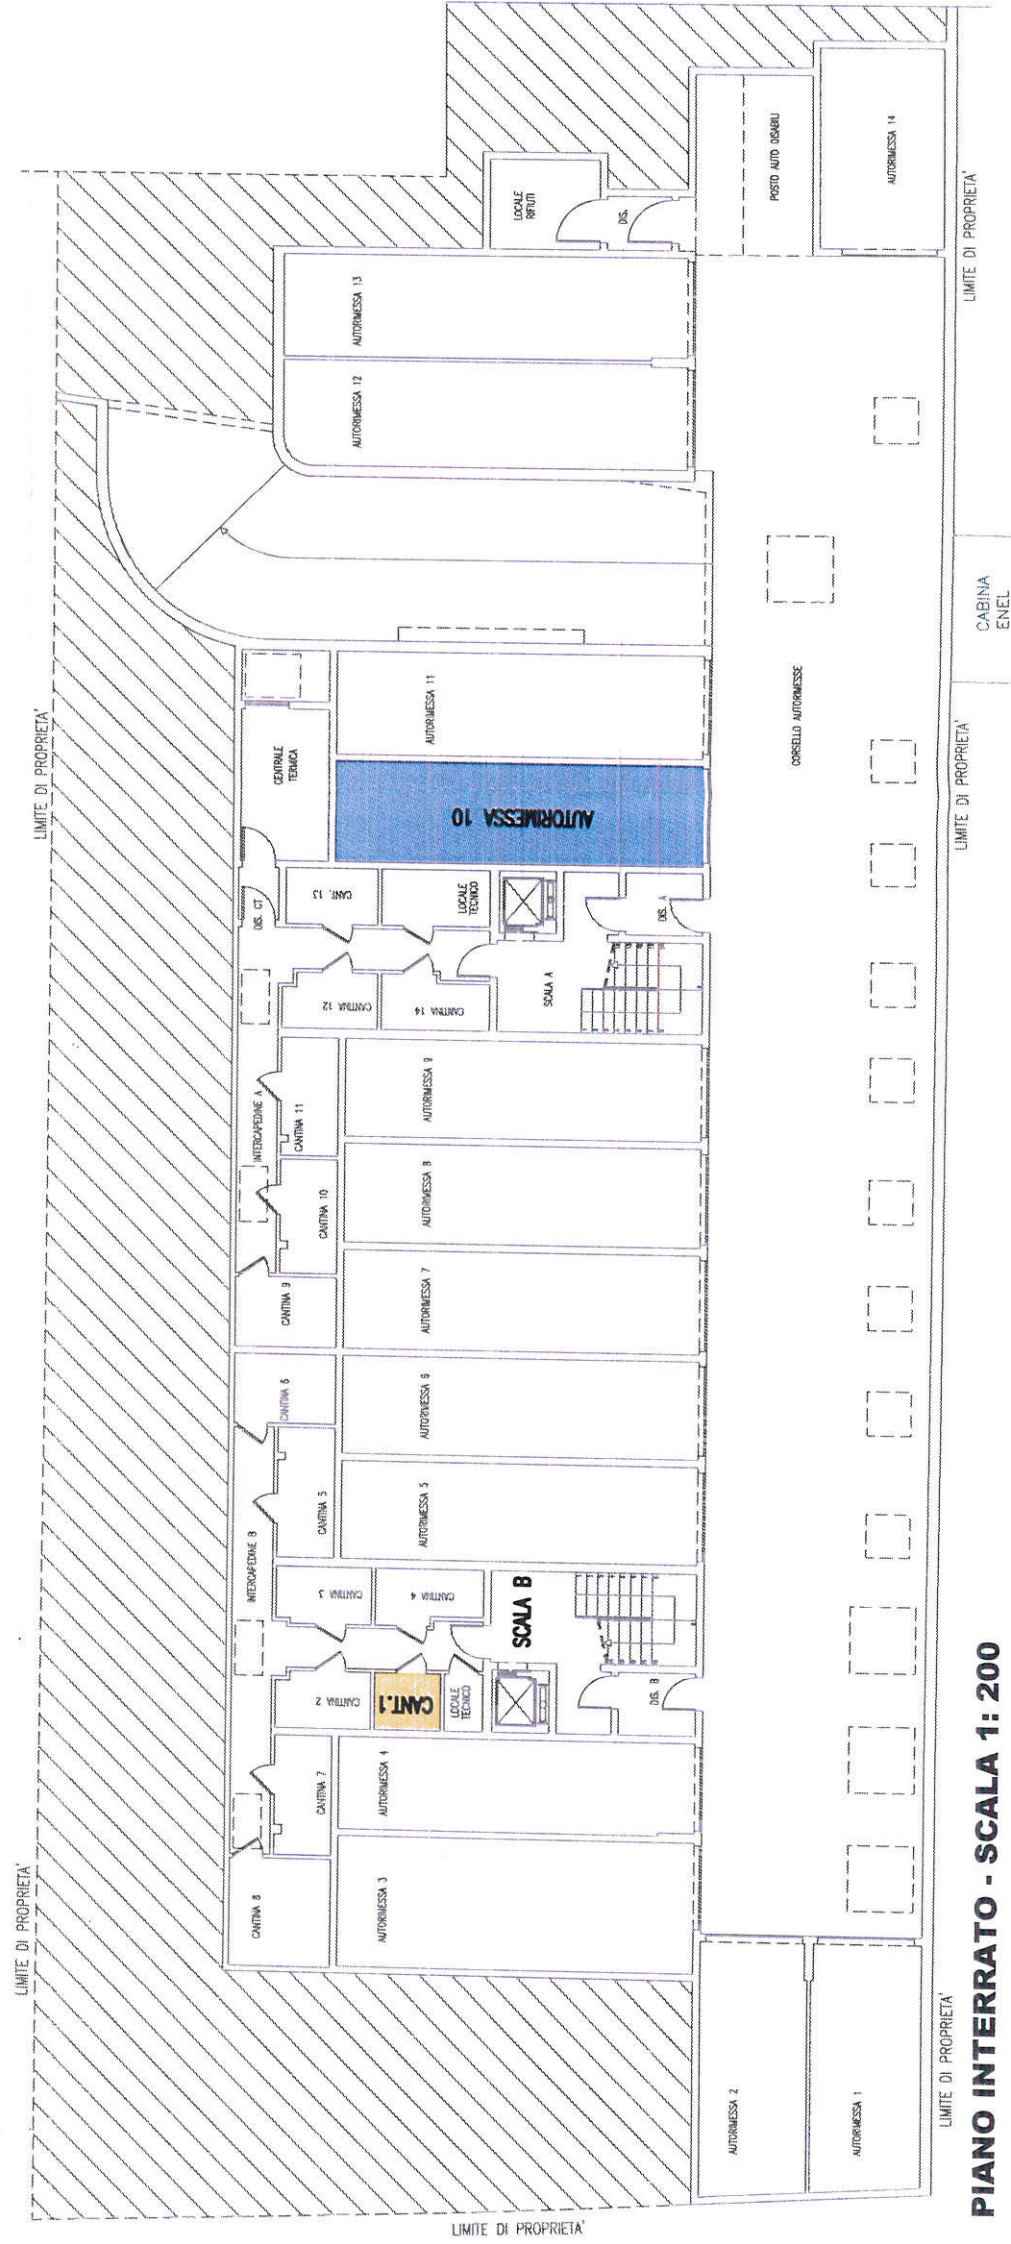 LIMITE DI PROPRIETA'
LIMITE DI PROPRIETA'
LIMITE DI PROPRIETA'
CANTINA 8
INTERCAPEDINE B
CANTINA 7
CANTINA 2
CANTINA 3
CANT.1
CANTINA 4
LOCALE
TECNICO
CANTINA 5
CANTINA 6
CANTINA 9
CANTINA 10
INTERCAPEDINE A
CANTINA 11
CANTINA 12
CANTINA 14
DIS. CT
CANT. 13
LOCALE
TECNICO
CENTRALE
TERMICA
AUTORIMESSA 3
AUTORIMESSA 4
SCALA B
DIS. B
AUTORIMESSA 5
AUTORIMESSA 6
AUTORIMESSA 7
AUTORIMESSA 8
AUTORIMESSA 9
SCALA A
DIS. A
AUTORIMESSA 10
AUTORIMESSA 11
AUTORIMESSA 12
AUTORIMESSA 13
LOCALE
RIFIUTI
DIS.
POSTO AUTO DISABILI
AUTORIMESSA 14
AUTORIMESSA 2
AUTORIMESSA 1
CORSELLO AUTORIMESSE
LIMITE DI PROPRIETA'
LIMITE DI PROPRIETA'
CABINA
ENEL
LIMITE DI PROPRIETA'
PIANO INTERRATO - SCALA 1: 200